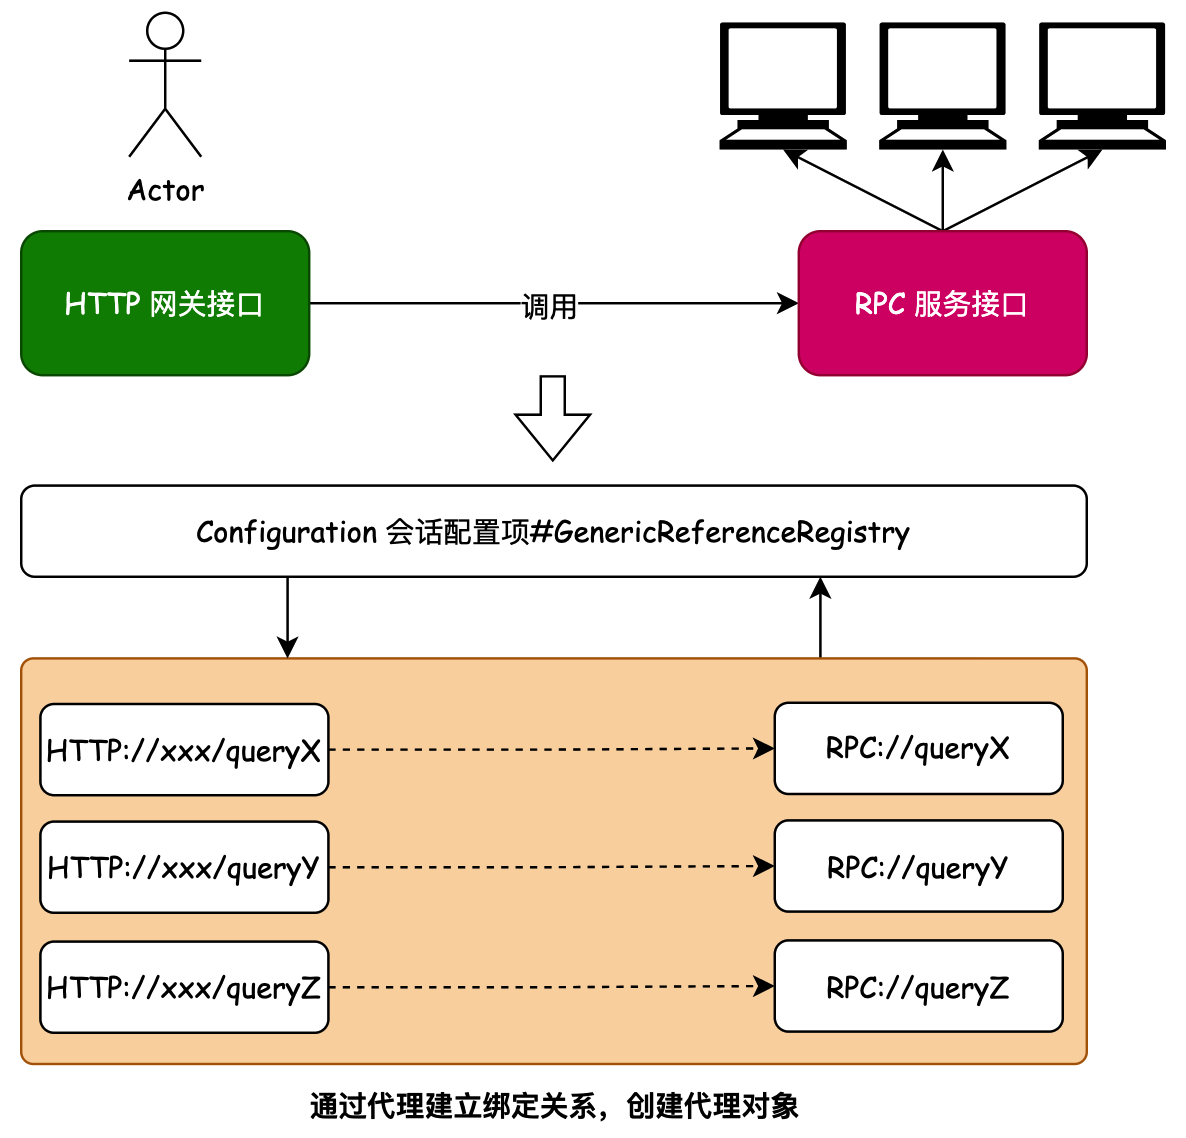 Actor
HTTP 网关接口
调用
RPC 服务接口
Configuration 会话配置项#GenericReferenceRegistry
HTTP://xxx/queryX
RPC://queryX
HTTP://xxx/queryY
RPC://queryY
HTTP://xxx/queryZ
RPC://queryZ
通过代理建立绑定关系，创建代理对象